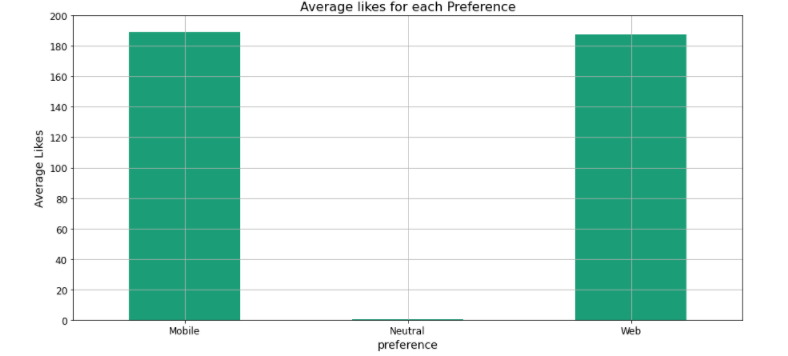 Average likes for each Preference
200
180
160
140
120
100
80
60
40
20
0
Average Likes
Mobile Neutral Web
preference